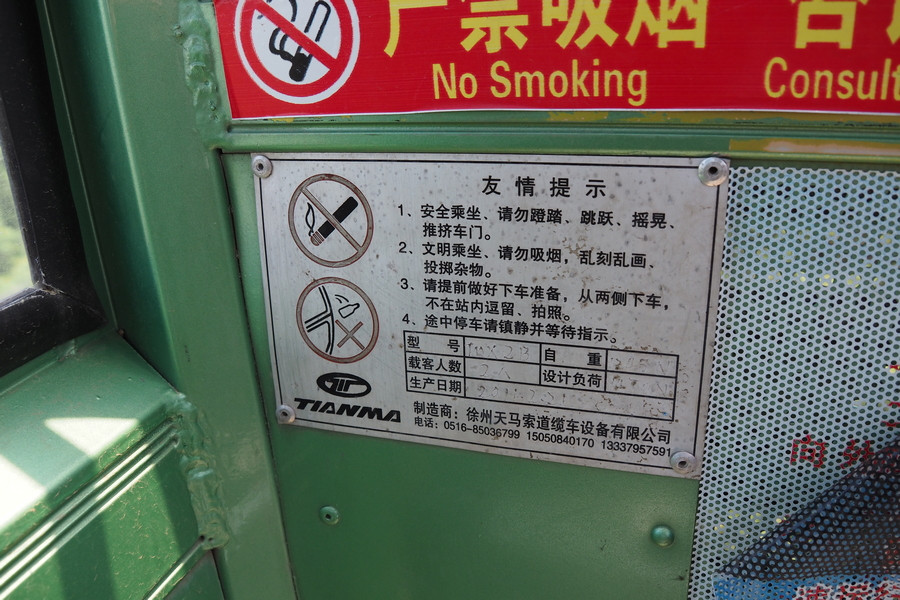 严禁吸烟
No Smoking
Consult
友情提示
1、安全乘坐、请勿蹬踏、跳跃、摇晃、
推挤车门。
2、文明乘坐、请勿吸烟，乱刻乱画、
投掷杂物。
3、请提前做好下车准备，从两侧下车，
不在站内逗留、拍照。
4、途中停车请镇静并等待指示。
型 号 自 重
载客人数 设计负荷
生产日期
TIANMA
制造商：徐州天马索道缆车设备有限公司
电话：0516-85036799 15050840170 13337957591
向外